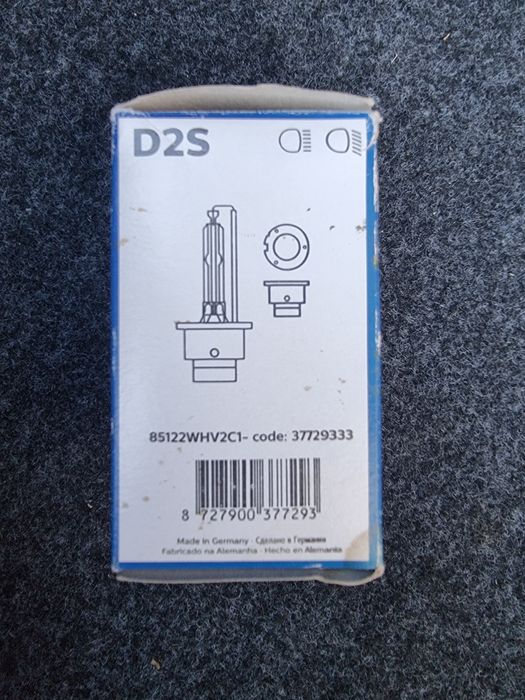 D2S
85122WHV2C1- code: 37729333
8 727900 377293
Made in Germany · Сделано в Германии
Fabricado na Alemanha · Hecho en Alemania